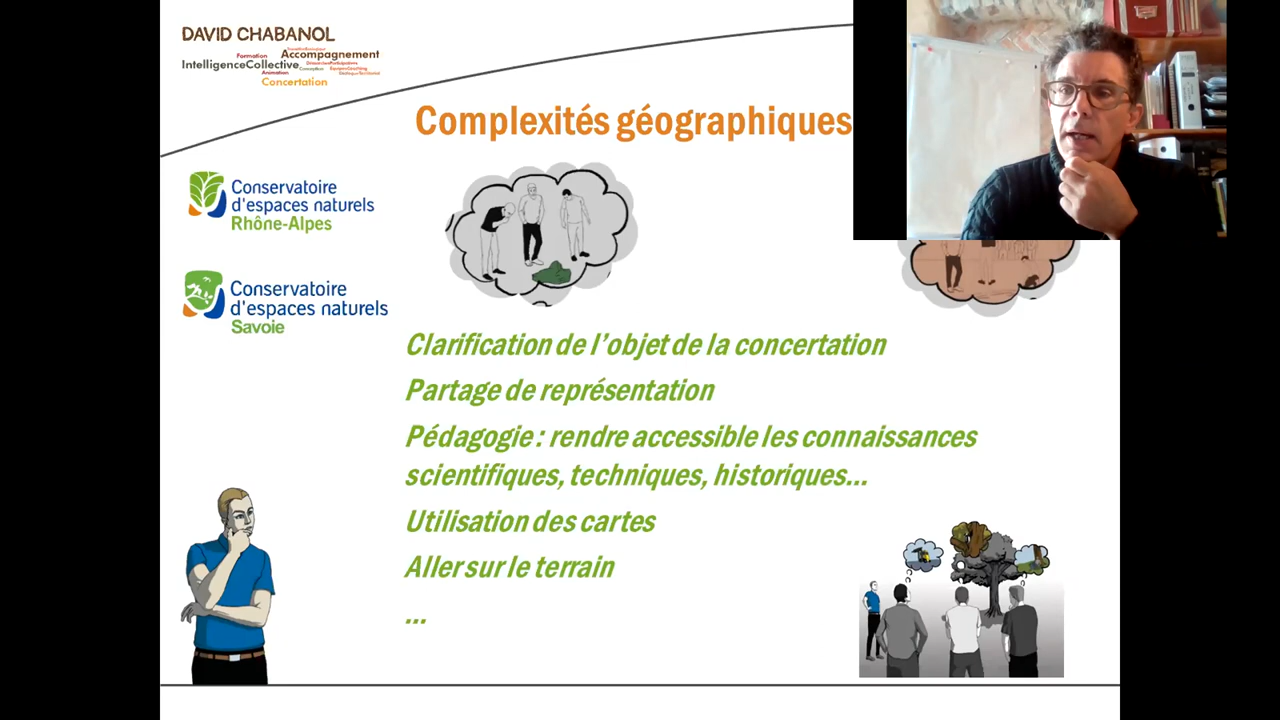 DAVID CHABANOL
Formation
Accompagnement
IntelligenceCollective
Animation
Concertation
Complexités géographiques
Conservatoire
d'espaces naturels
Rhône-Alpes
Conservatoire
d'espaces naturels
Savoie
Clarification de l'objet de la concertation
Partage de représentation
Pédagogie : rendre accessible les connaissances
scientifiques, techniques, historiques...
Utilisation des cartes
Aller sur le terrain
...